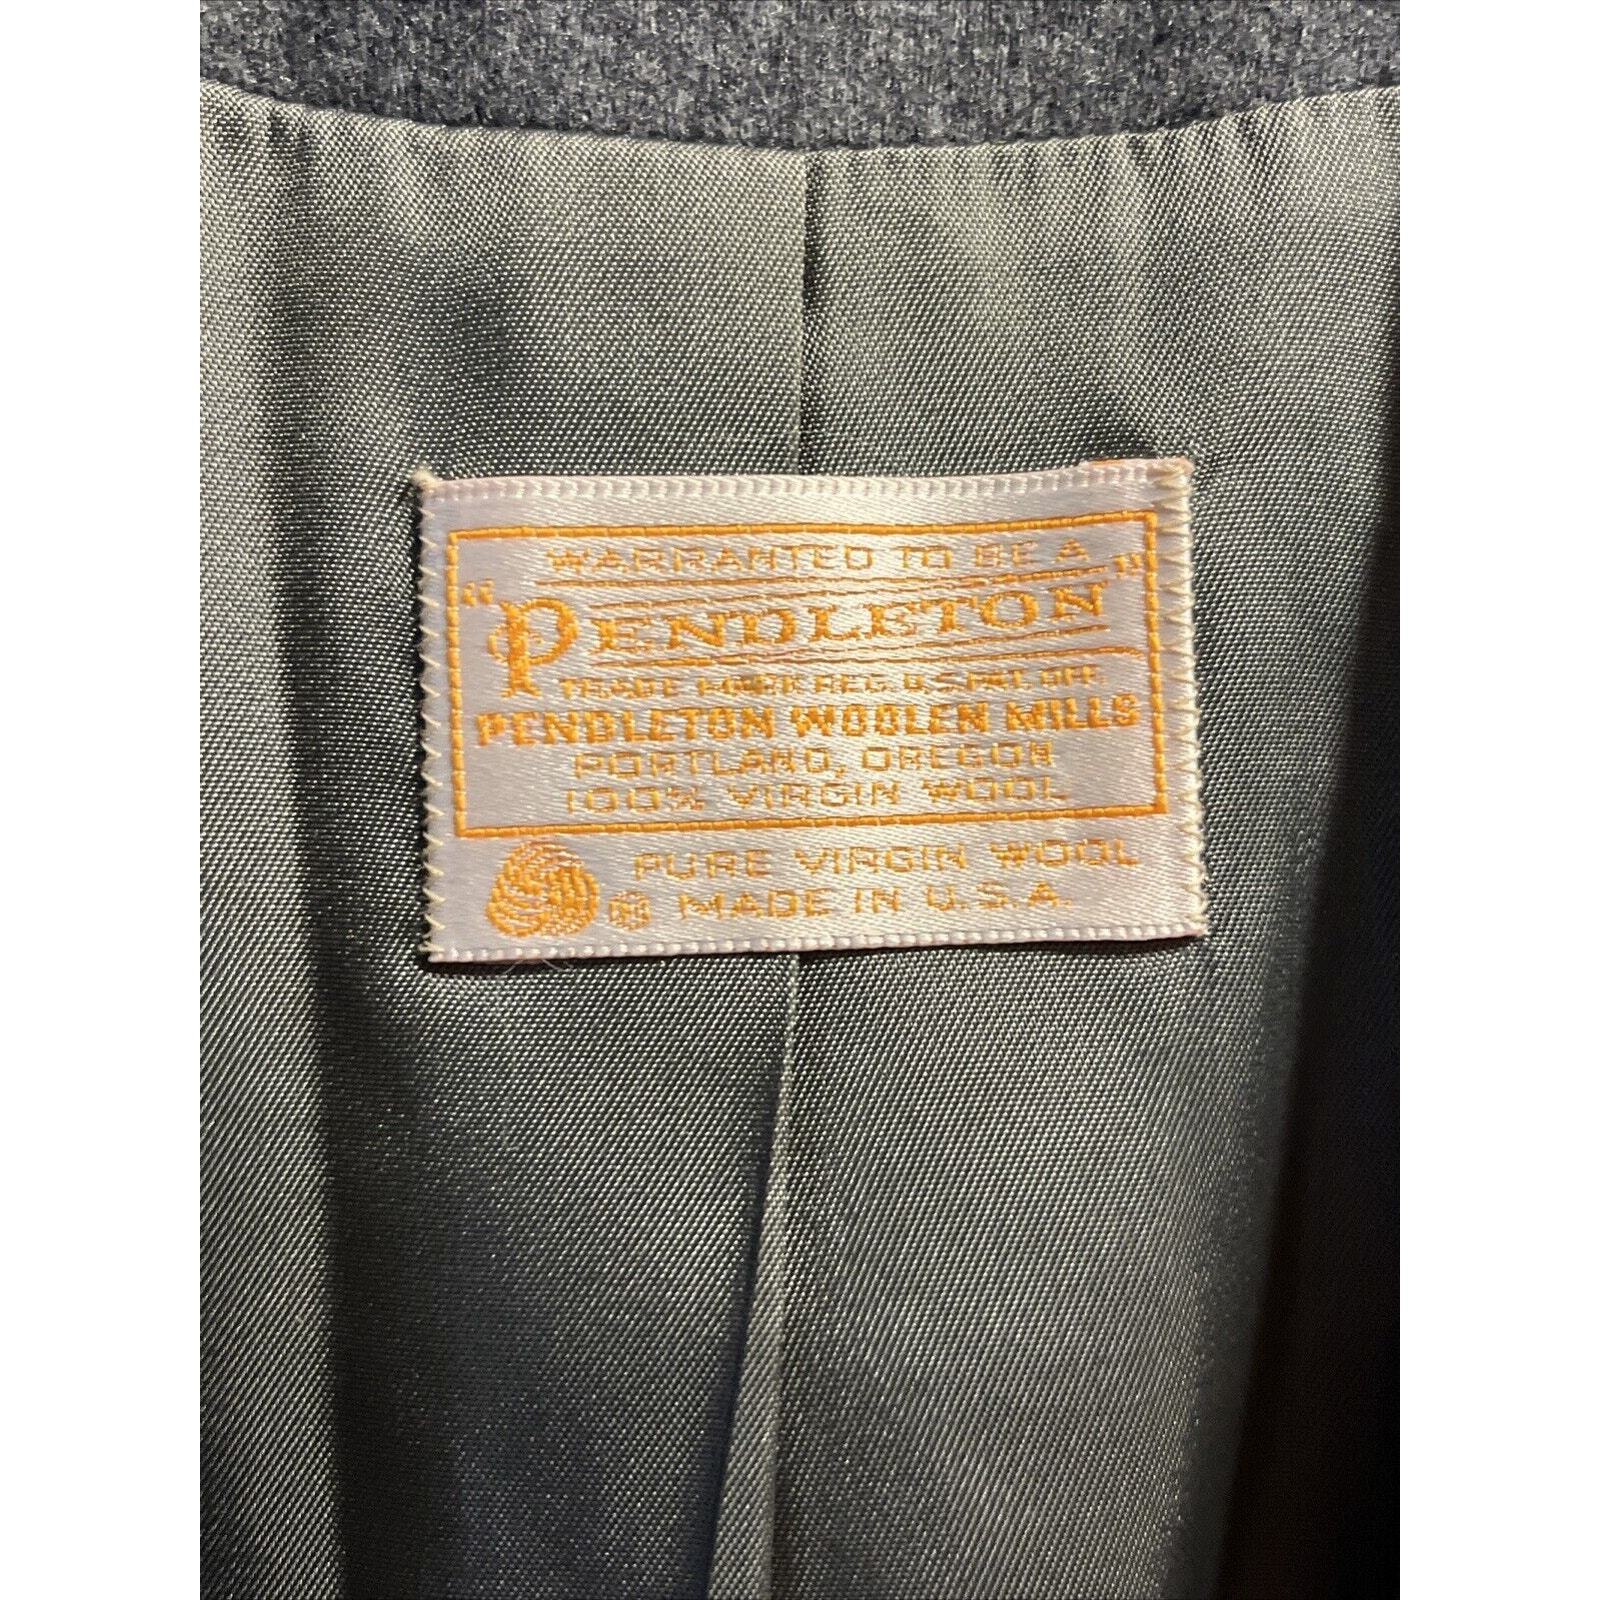 WARRANTED TO BE A
"PENDLETON"
TRADE MARK REG. U.S. PAT. OFF.
PENDLETON WOOLEN MILLS
PORTLAND, OREGON
100% VIRGIN WOOL
PURE VIRGIN WOOL
® MADE IN U.S.A.